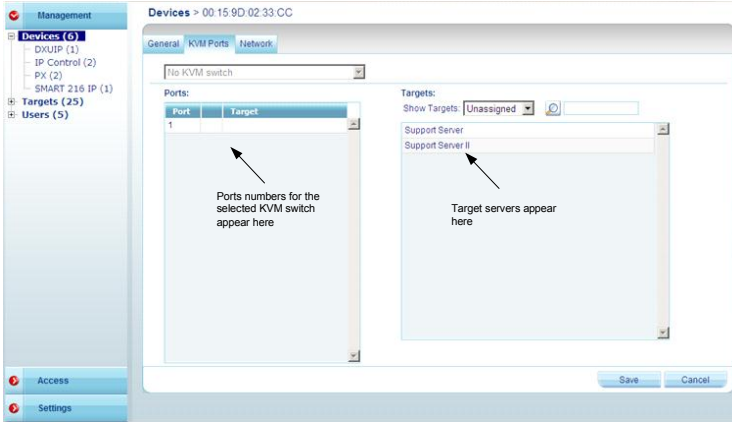 Management
Devices > 00:15:9D:02:33:CC
Devices (6)
DXUIP (1)
IP Control (2)
PX (2)
SMART 216 IP (1)
Targets (25)
Users (5)
General KVM Ports Network
No KVM switch
Ports:
Port Target
1
Ports numbers for the
selected KVM switch
appear here
Targets:
Show Targets: Unassigned
Support Server
Support Server II
Target servers appear
here
Save Cancel
Access
Settings